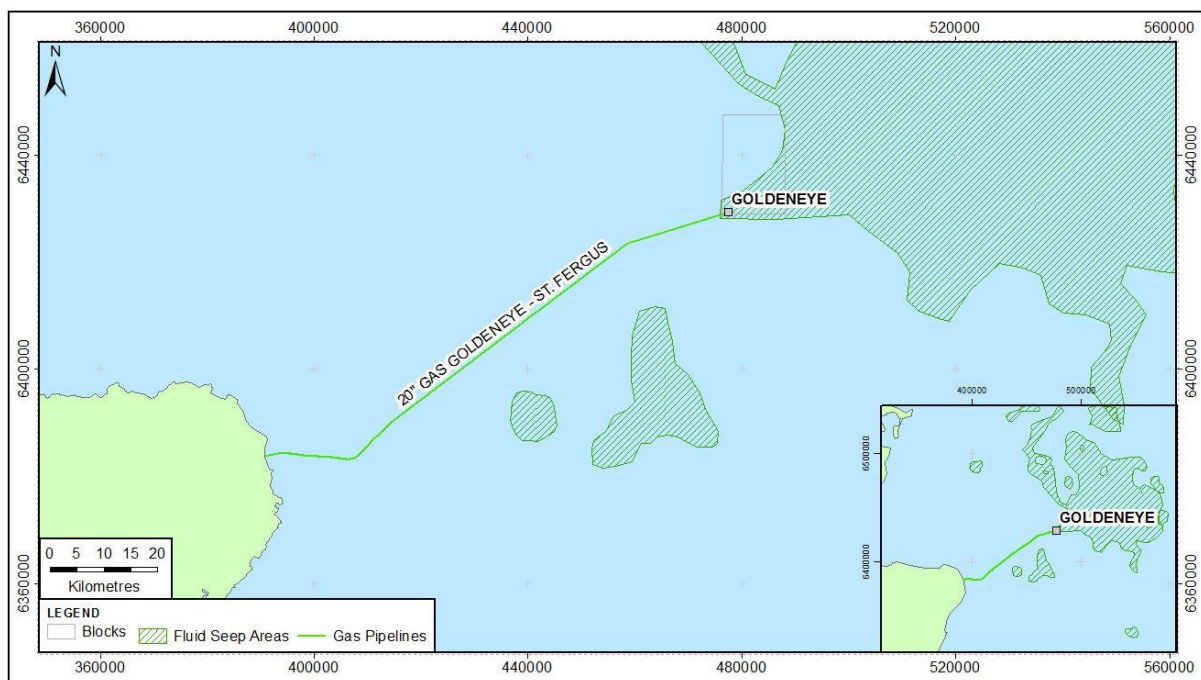 360000 400000 440000 480000 520000 560000
N
6440000 6440000
GOLDENEYE
20" GAS GOLDENEYE - ST. FERGUS
6400000 6400000
400000 500000
6500000
GOLDENEYE
6400000
0 5 10 15 20
Kilometres
6360000 6360000
LEGEND
Blocks Fluid Seep Areas Gas Pipelines
360000 400000 440000 480000 520000 560000